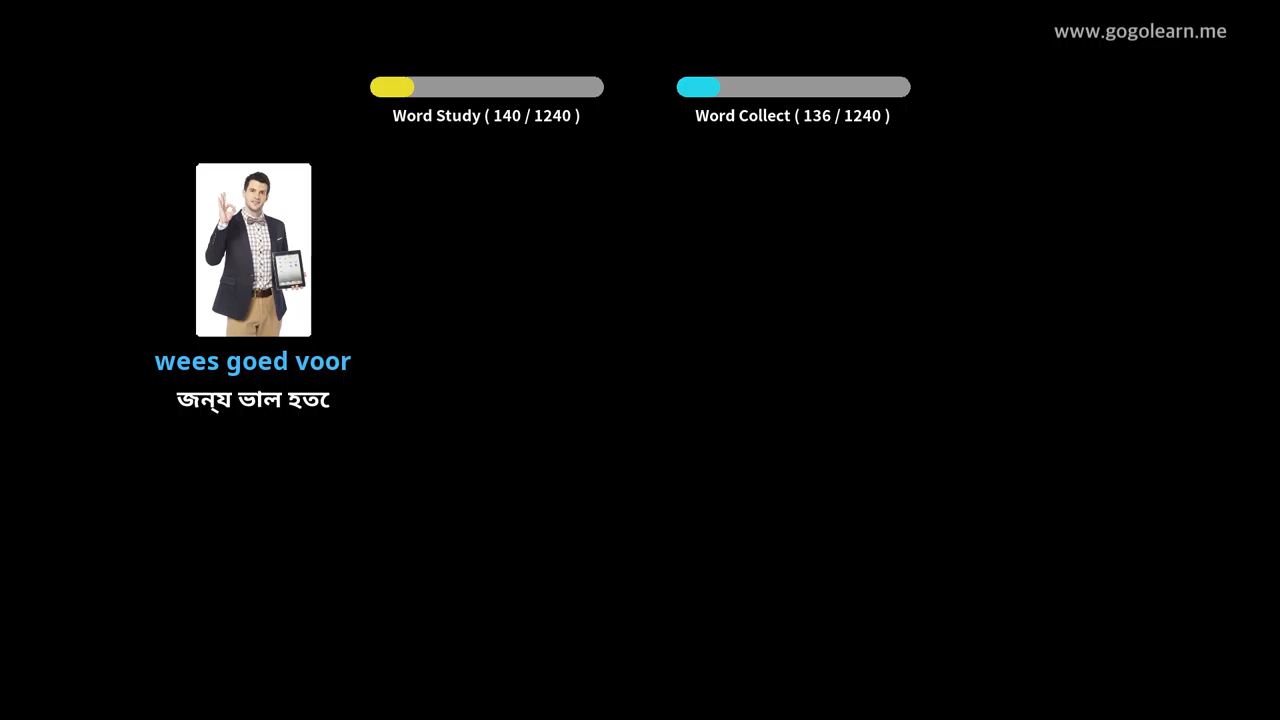 www.gogolearn.me
Word Study ( 140 / 1240 )
Word Collect ( 136 / 1240 )
wees goed voor
জন্য ভাল হতে